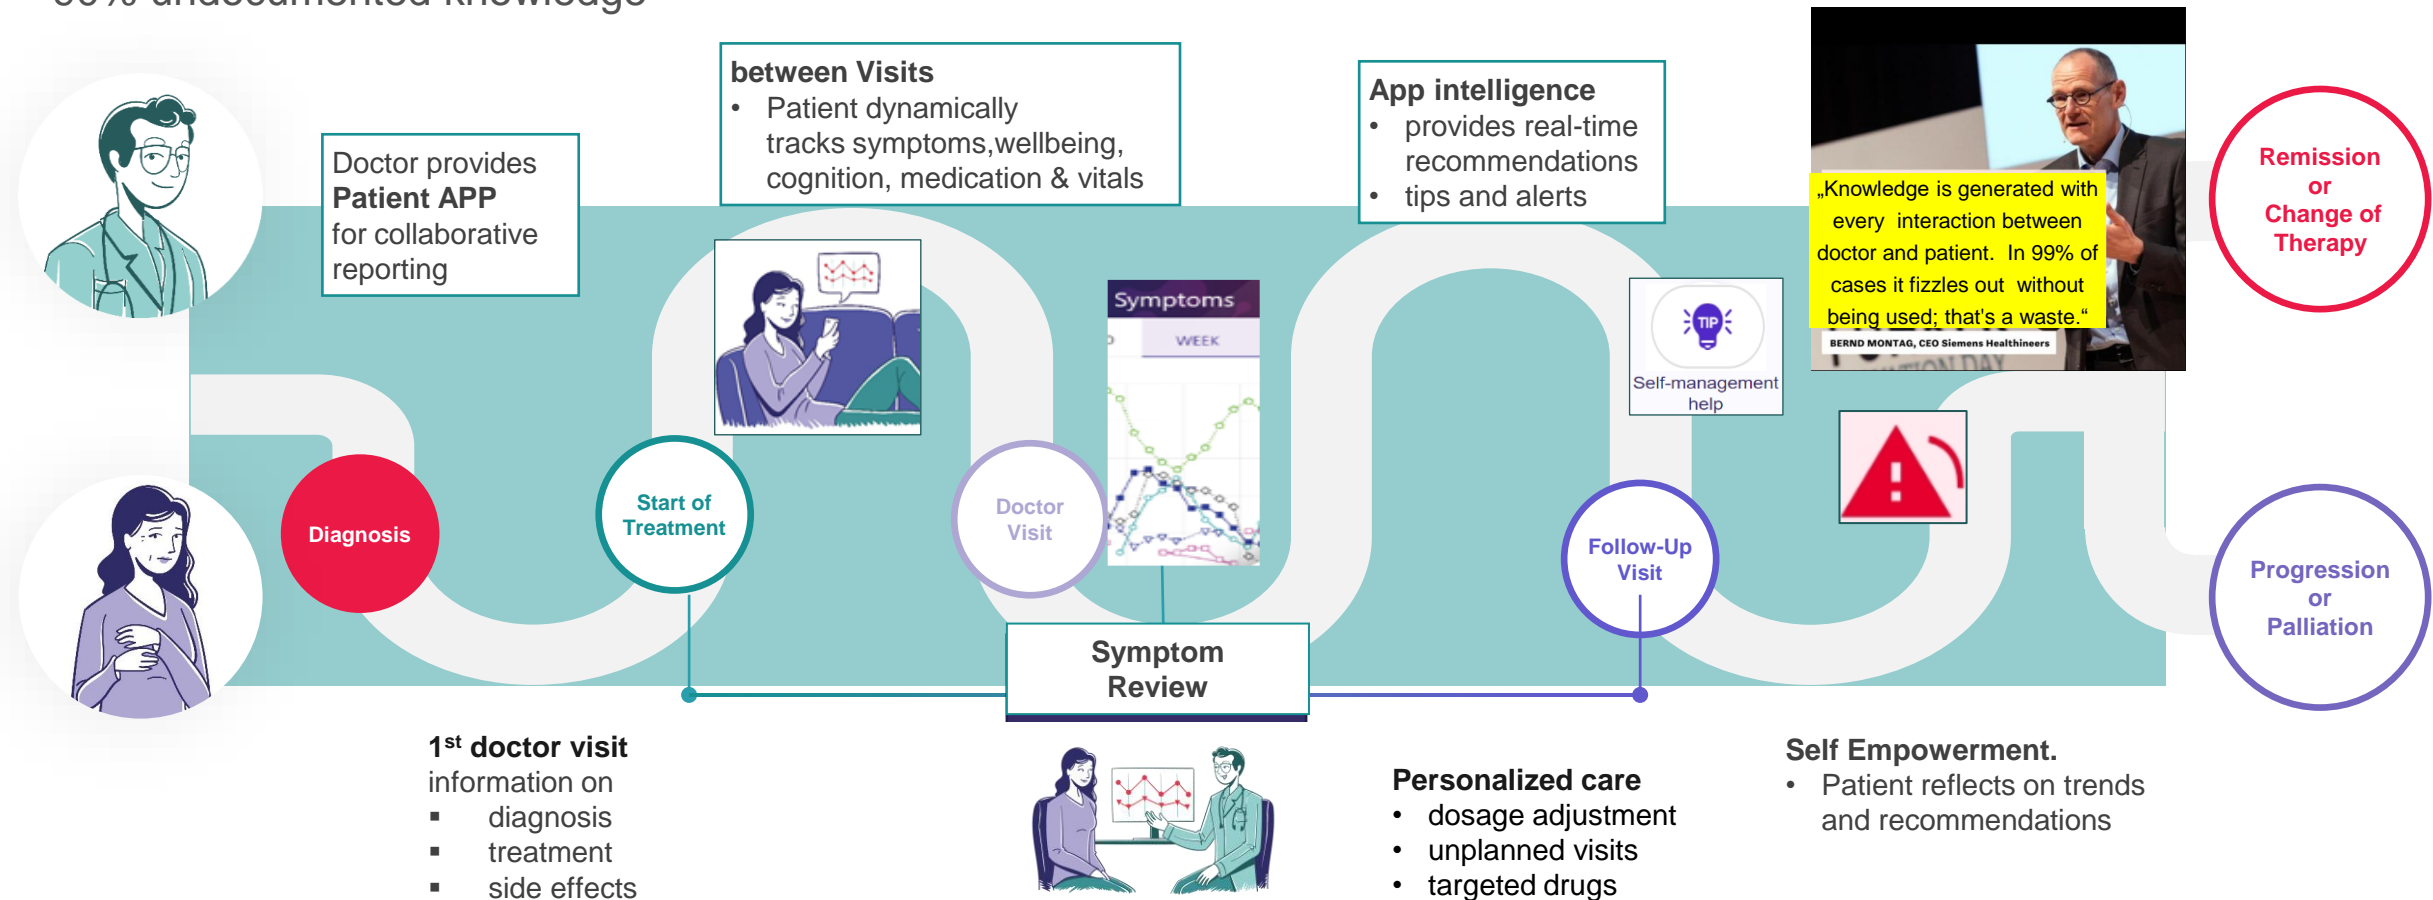 undocumented knowledge
Doctor provides
Patient APP
for collaborative
reporting
between Visits
• Patient dynamically
tracks symptoms,wellbeing,
cognition, medication & vitals
App intelligence
• provides real-time
recommendations
• tips and alerts
„Knowledge is generated with
every interaction between
doctor and patient. In 99% of
cases it fizzles out without
being used; that's a waste.“
BERND MONTAG, CEO Siemens Healthineers
Remission
or
Change of
Therapy
Symptoms
WEEK
TIP
Self-management
help
Diagnosis
Start of
Treatment
Doctor
Visit
Follow-Up
Visit
Progression
or
Palliation
Symptom
Review
1st doctor visit
information on
▪ diagnosis
▪ treatment
▪ side effects
Personalized care
• dosage adjustment
• unplanned visits
• targeted drugs
Self Empowerment.
• Patient reflects on trends
and recommendations